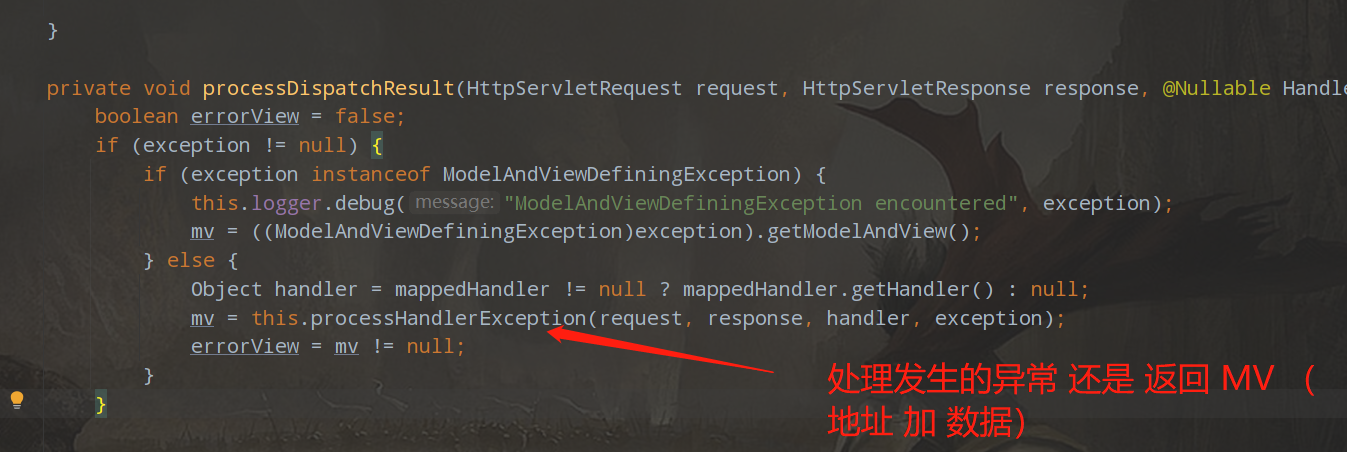 }
private void processDispatchResult(HttpServletRequest request, HttpServletResponse response, @Nullable Handle
boolean errorView = false;
if (exception != null) {
if (exception instanceof ModelAndViewDefiningException) {
this.logger.debug( message: "ModelAndViewDefiningException encountered", exception);
mv = ((ModelAndViewDefiningException)exception).getModelAndView();
} else {
Object handler = mappedHandler != null ? mappedHandler.getHandler() : null;
mv = this.processHandlerException(request, response, handler, exception);
errorView = mv != null;
}
}
处理发生的异常 还是 返回 MV （
地址 加 数据）